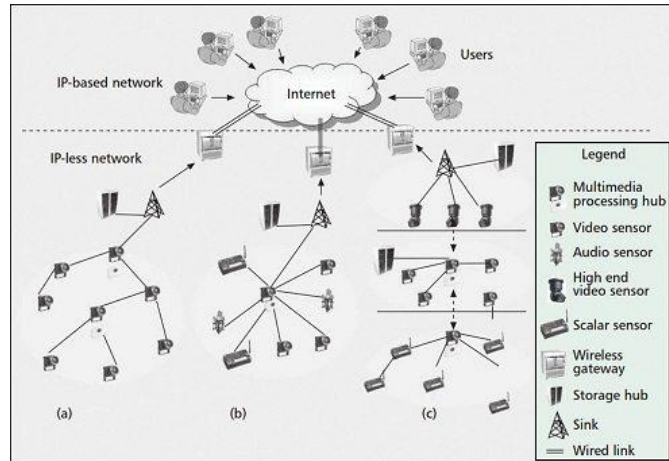 Users
IP-based network
Internet
IP-less network
Legend
Multimedia
processing hub
Video sensor
Audio sensor
High end
video sensor
Scalar sensor
Wireless
gateway
Storage hub
Sink
Wired link
(a)
(b)
(c)